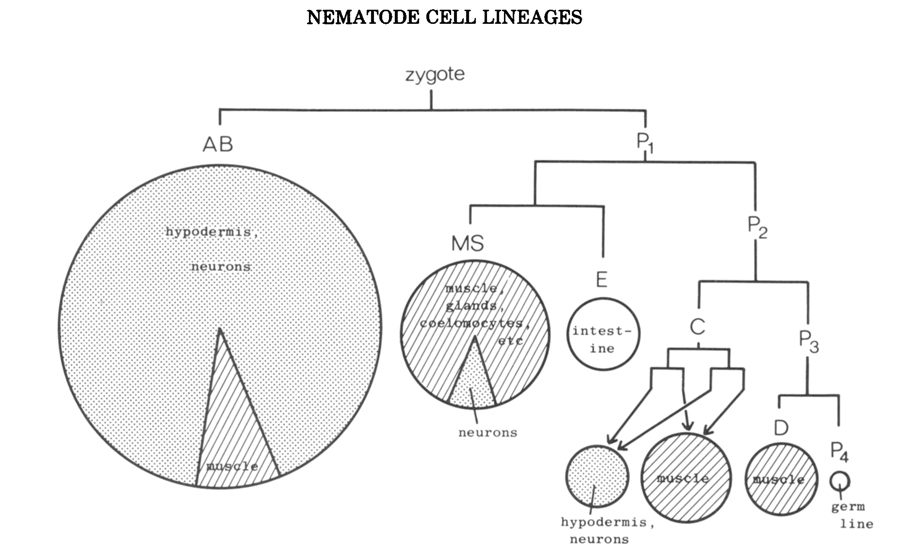 NEMATODE CELL LINEAGES
zygote
AB
P1
hypodermis,
neurons
muscle
MS
muscle,
glands,
coelomocytes,
etc
neurons
E
intest-
ine
P2
C
P3
hypodermis,
neurons
muscle
D
muscle
P4
germ
line